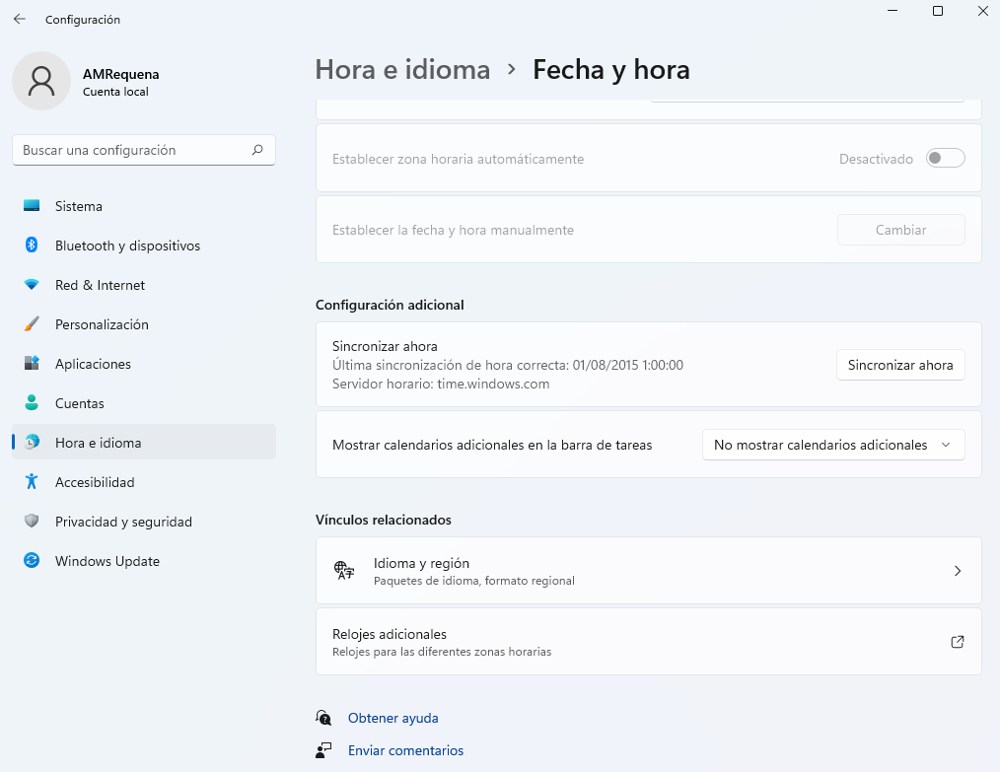 Configuración
AMRequena
Cuenta local
Buscar una configuración
Sistema
Bluetooth y dispositivos
Red & Internet
Personalización
Aplicaciones
Cuentas
Hora e idioma
Accesibilidad
Privacidad y seguridad
Windows Update
Hora e idioma › Fecha y hora
Establecer zona horaria automáticamente
Desactivado
Establecer la fecha y hora manualmente
Cambiar
Configuración adicional
Sincronizar ahora
Última sincronización de hora correcta: 01/08/2015 1:00:00
Servidor horario: time.windows.com
Sincronizar ahora
Mostrar calendarios adicionales en la barra de tareas
No mostrar calendarios adicionales
Vínculos relacionados
Idioma y región
Paquetes de idioma, formato regional
Relojes adicionales
Relojes para las diferentes zonas horarias
Obtener ayuda
Enviar comentarios